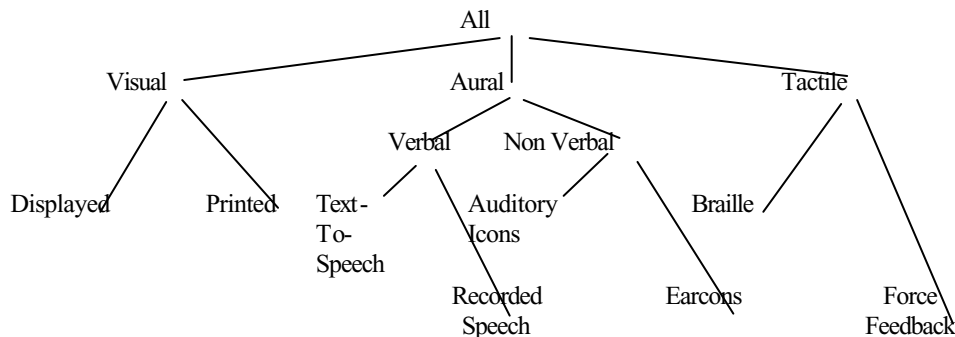 All
Visual Aural Tactile
Verbal Non Verbal
Displayed Printed Text- Auditory Braille
To- Icons
Speech
Recorded Earcons Force
Speech Feedback